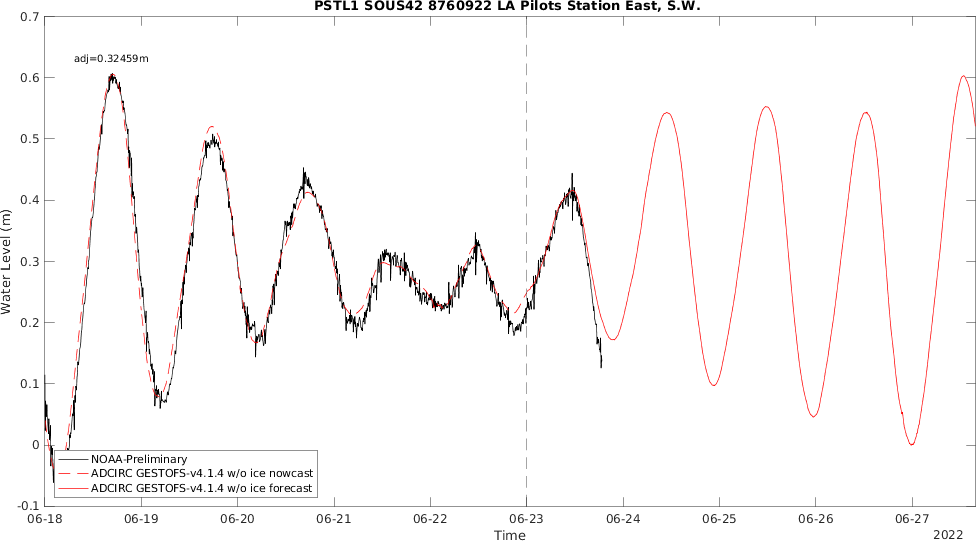 PSTL1 SOUS42 8760922 LA Pilots Station East, S.W.
0.7
adj=0.32459m
0.6
0.5
0.4
0.3
0.2
0.1
0
-0.1
Water Level (m)
NOAA-Preliminary
ADCIRC GESTOFS-v4.1.4 w/o ice nowcast
ADCIRC GESTOFS-v4.1.4 w/o ice forecast
06-18 06-19 06-20 06-21 06-22 06-23 06-24 06-25 06-26 06-27
Time
2022